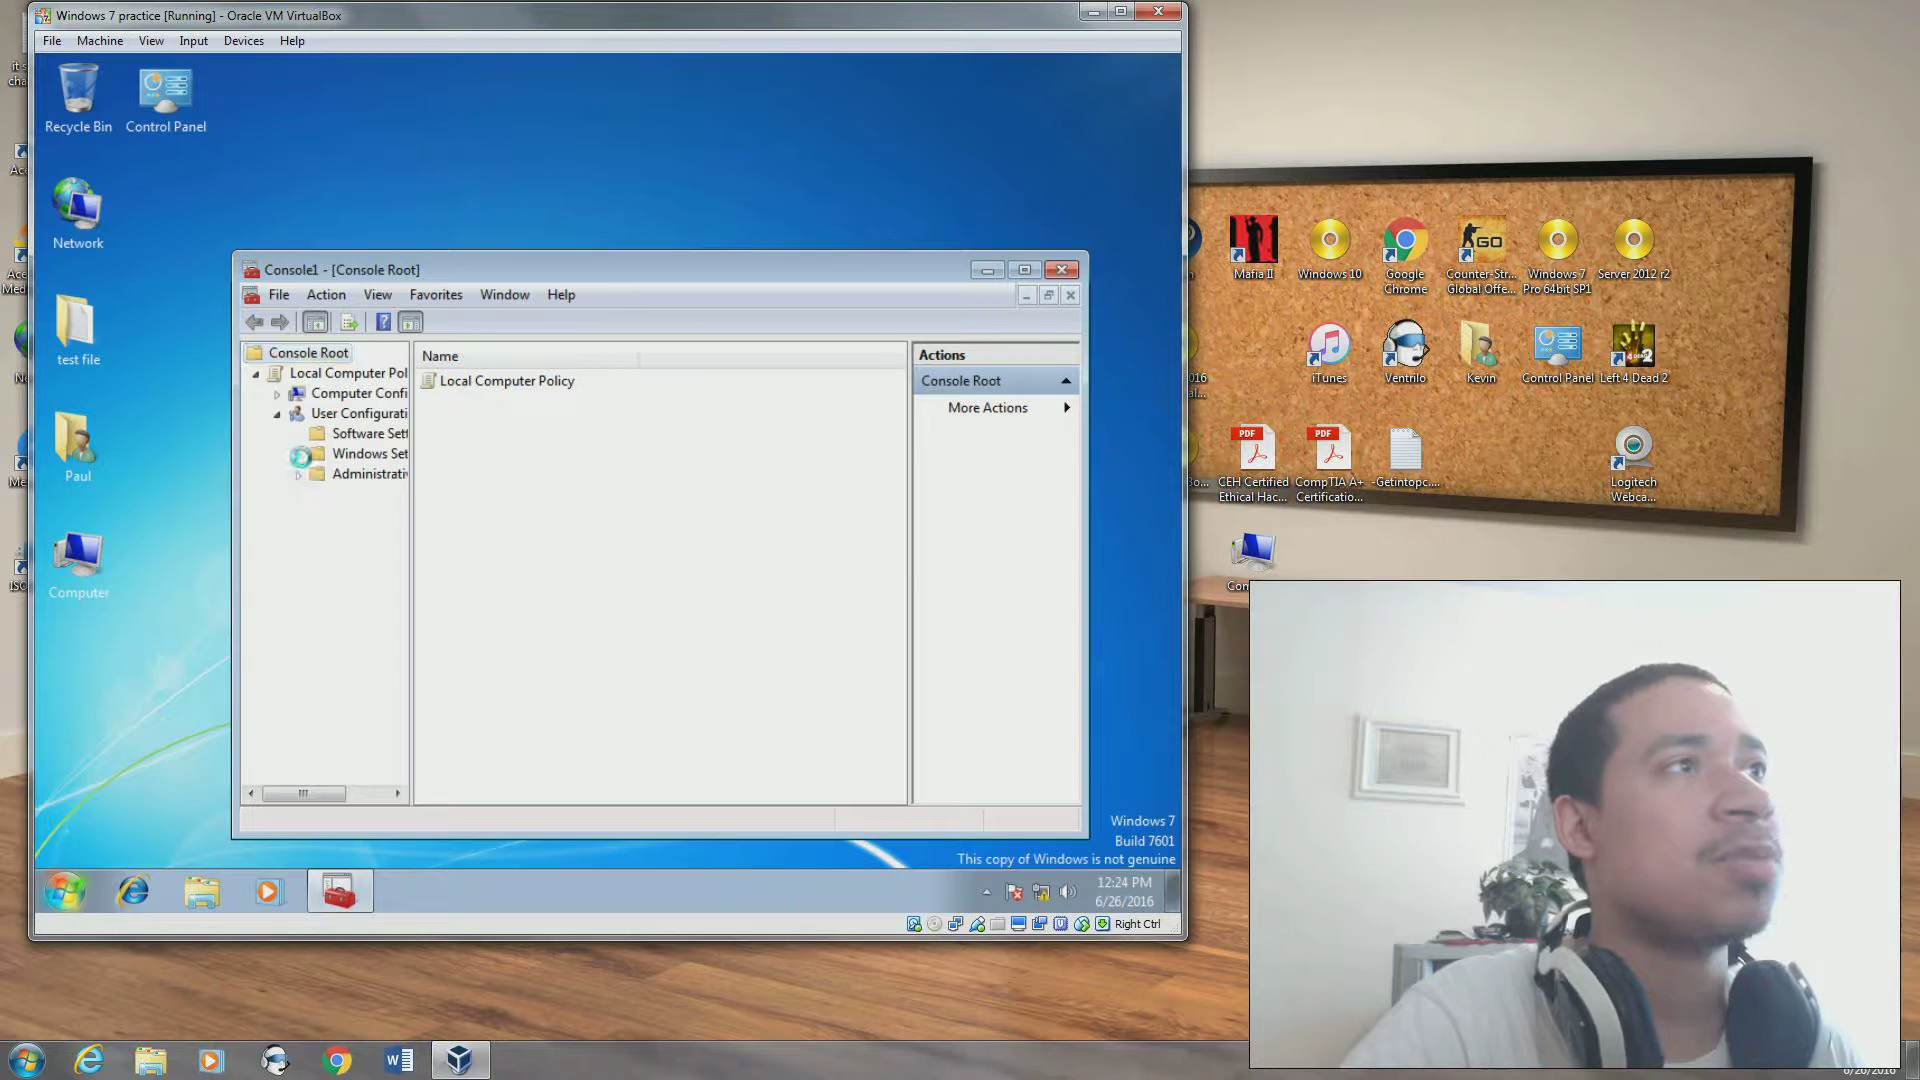 Windows 7 practice [Running] - Oracle VM VirtualBox
File Machine View Input Devices Help
Recycle Bin
Control Panel
Network
test file
Paul
Computer
Console1 - [Console Root]
File Action View Favorites Window Help
Console Root
Local Computer Pol
Computer Confi
User Configurati
Software Sett
Windows Set
Administrativ
Name
Local Computer Policy
Actions
Console Root
More Actions
Windows 7
Build 7601
This copy of Windows is not genuine
12:24 PM
6/26/2016
Right Ctrl
Mafia II
Windows 10
Google
Chrome
Counter-Str...
Global Offe...
Windows 7
Pro 64bit SP1
Server 2012 r2
iTunes
Ventrilo
Kevin
Control Panel
Left 4 Dead 2
PDF
CEH Certified
Ethical Hac...
PDF
CompTIA A+
Certificatio...
-Getintopc....
Logitech
Webca...
GO